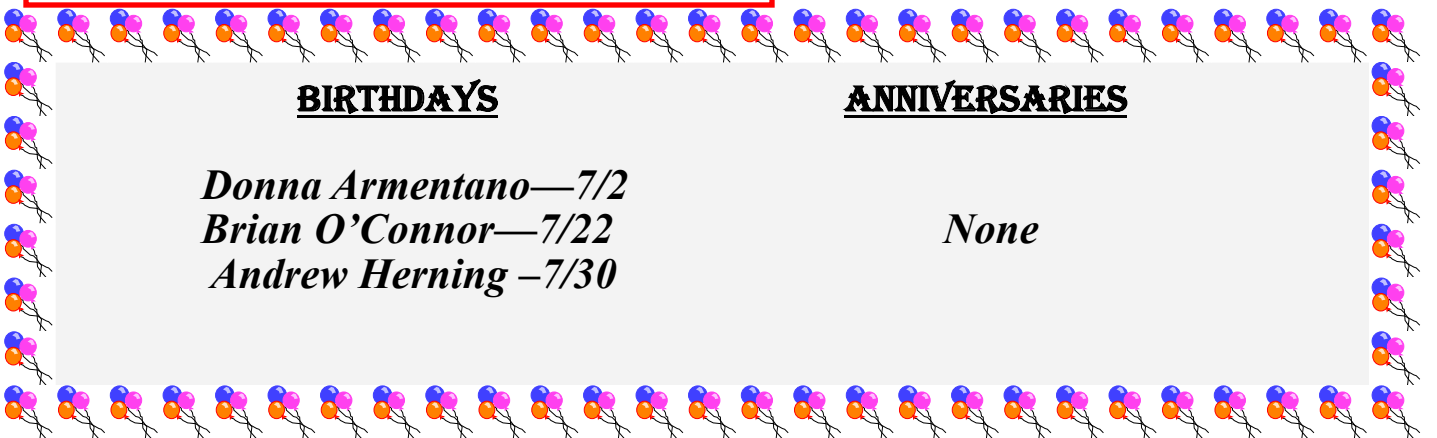 BIRTHDAYS
Donna Armentano—7/2
Brian O’Connor—7/22
Andrew Herning –7/30
ANNIVERSARIES
None